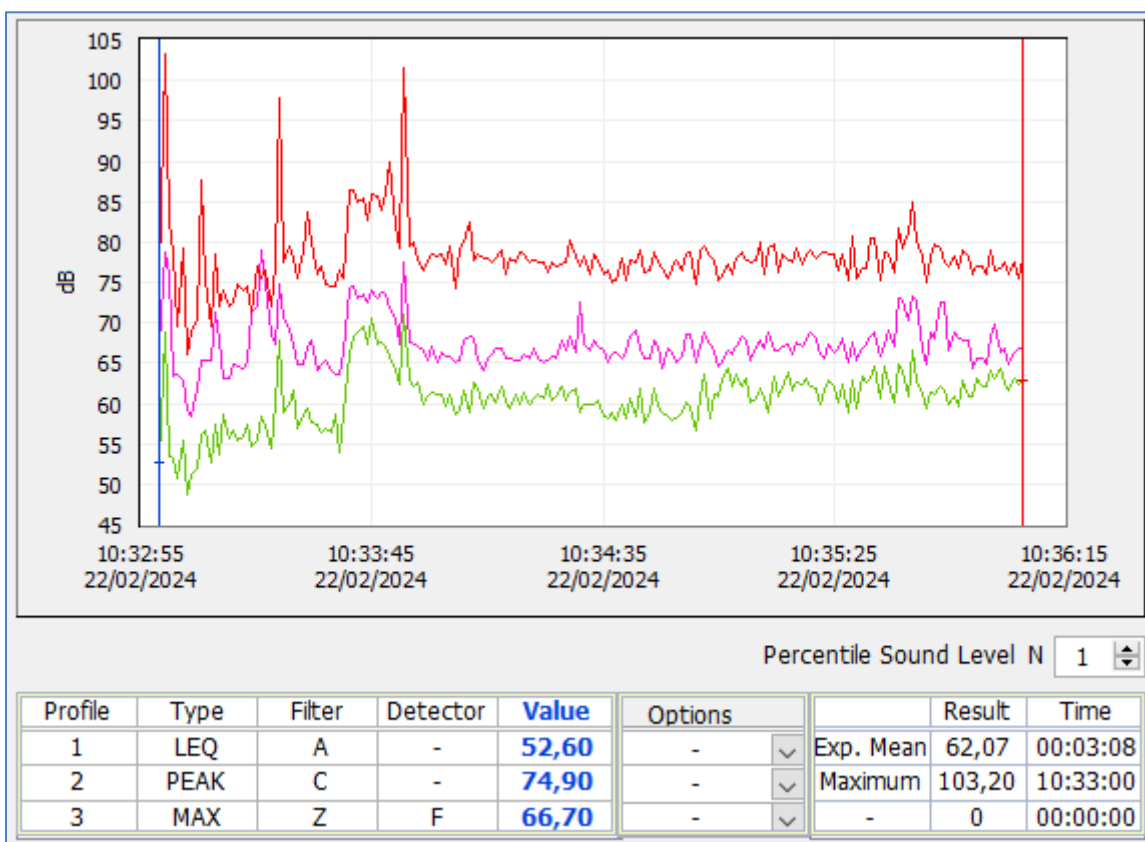 105
100
95
90
85
80
75
70
65
60
55
50
45
dB
10:32:55 10:33:45 10:34:35 10:35:25 10:36:15
22/02/2024 22/02/2024 22/02/2024 22/02/2024 22/02/2024
Percentile Sound Level N 1
Profile Type Filter Detector Value Options Result Time
1 LEQ A - 52,60 - Exp. Mean 62,07 00:03:08
2 PEAK C - 74,90 - Maximum 103,20 10:33:00
3 MAX Z F 66,70 - - 0 00:00:00